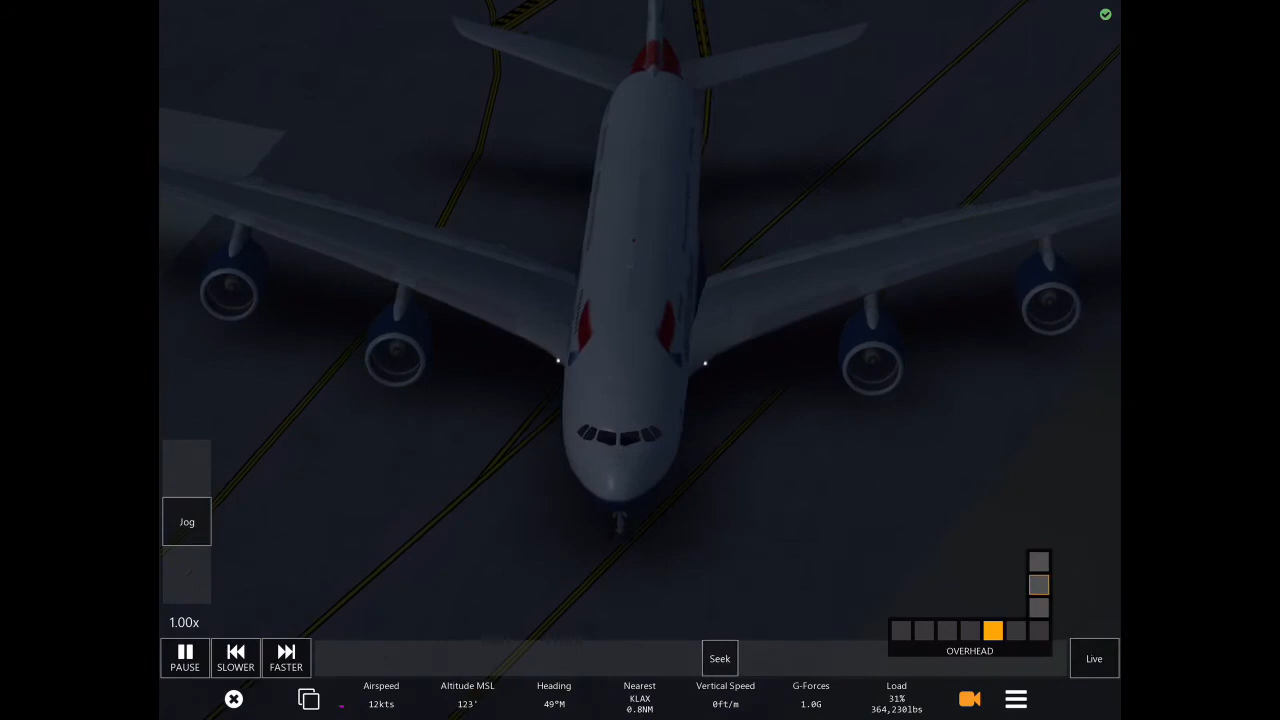 Jog
1.00x
PAUSE
SLOWER
FASTER
Seek
OVERHEAD
Live
Airspeed
12kts
Altitude MSL
123'
Heading
49°M
Nearest
KLAX
0.8NM
Vertical Speed
0ft/m
G-Forces
1.0G
Load
31%
364,230lbs